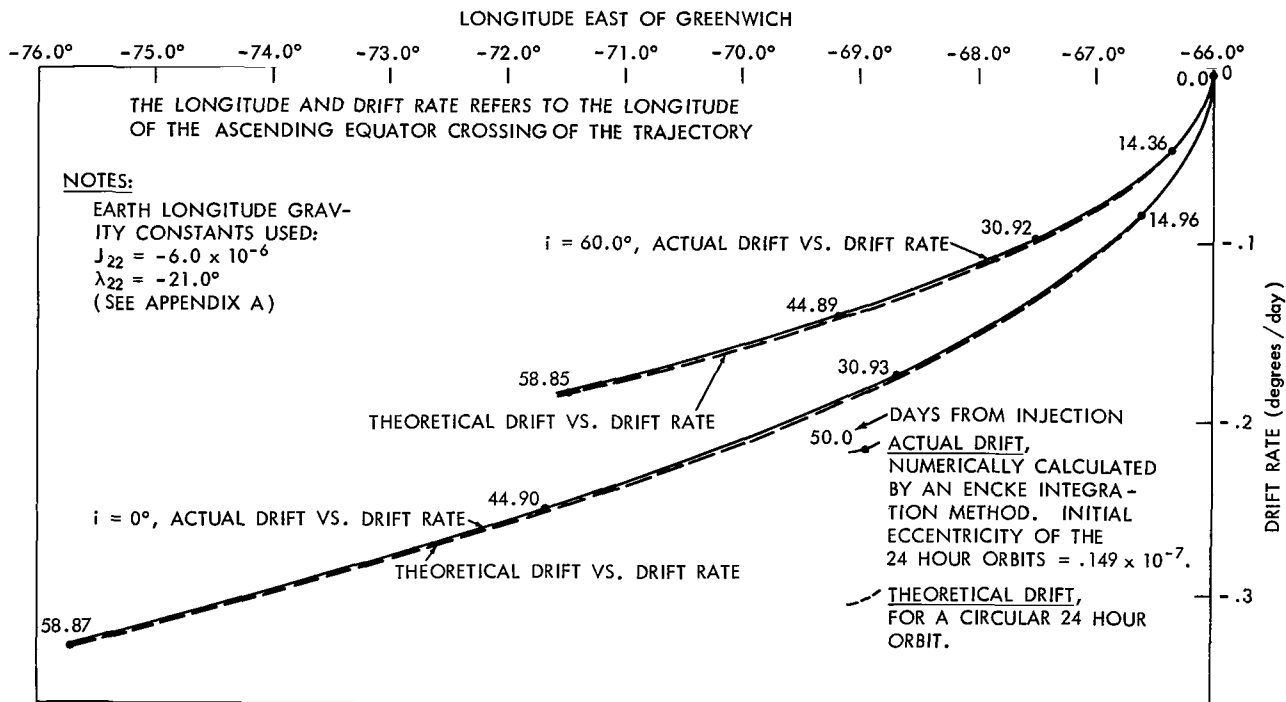 LONGITUDE EAST OF GREENWICH
-76.0° -75.0° -74.0° -73.0° -72.0° -71.0° -70.0° -69.0° -68.0° -67.0° -66.0°
0.0 0
THE LONGITUDE AND DRIFT RATE REFERS TO THE LONGITUDE
OF THE ASCENDING EQUATOR CROSSING OF THE TRAJECTORY
14.36
NOTES:
EARTH LONGITUDE GRAV-
ITY CONSTANTS USED:
J22 = -6.0 x 10⁻⁶
λ22 = -21.0°
(SEE APPENDIX A)
14.96
30.92
i = 60.0°, ACTUAL DRIFT VS. DRIFT RATE
-.1
44.89
30.93
58.85
THEORETICAL DRIFT VS. DRIFT RATE
-.2
DRIFT RATE (degrees/day)
DAYS FROM INJECTION
50.0
ACTUAL DRIFT,
NUMERICALLY CALCULATED
BY AN ENCKE INTEGRA-
TION METHOD. INITIAL
ECCENTRICITY OF THE
24 HOUR ORBITS = .149 x 10⁻⁷.
44.90
i = 0°, ACTUAL DRIFT VS. DRIFT RATE
THEORETICAL DRIFT VS. DRIFT RATE
THEORETICAL DRIFT,
FOR A CIRCULAR 24 HOUR
ORBIT.
-.3
58.87